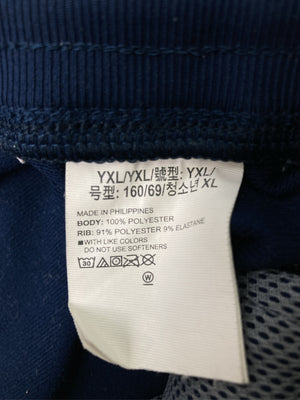 YXL/YXL/號型: YXL/
号型: 160/69/청소년 XL
MADE IN PHILIPPINES
BODY: 100% POLYESTER
RIB: 91% POLYESTER 9% ELASTANE
■ WITH LIKE COLORS
DO NOT USE SOFTENERS
30
W